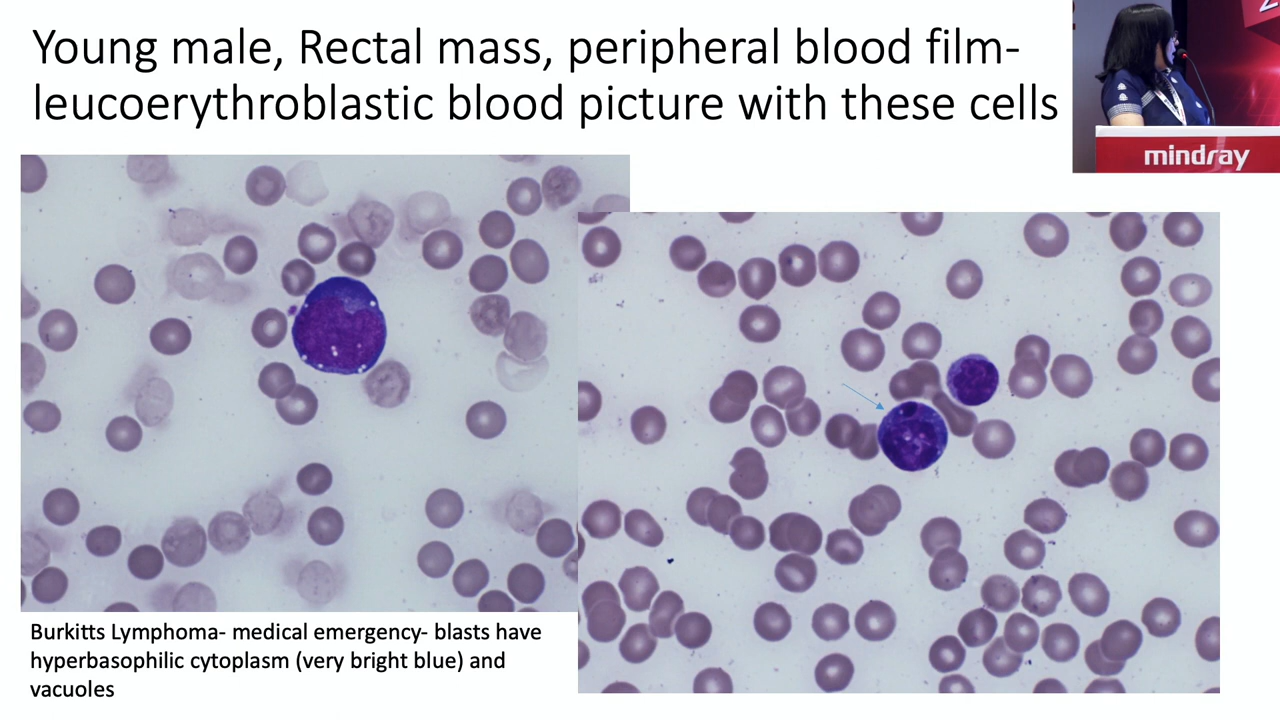 Young male, Rectal mass, peripheral blood film-
leucoerythroblastic blood picture with these cells
mindray
Burkitts Lymphoma- medical emergency- blasts have
hyperbasophilic cytoplasm (very bright blue) and
vacuoles